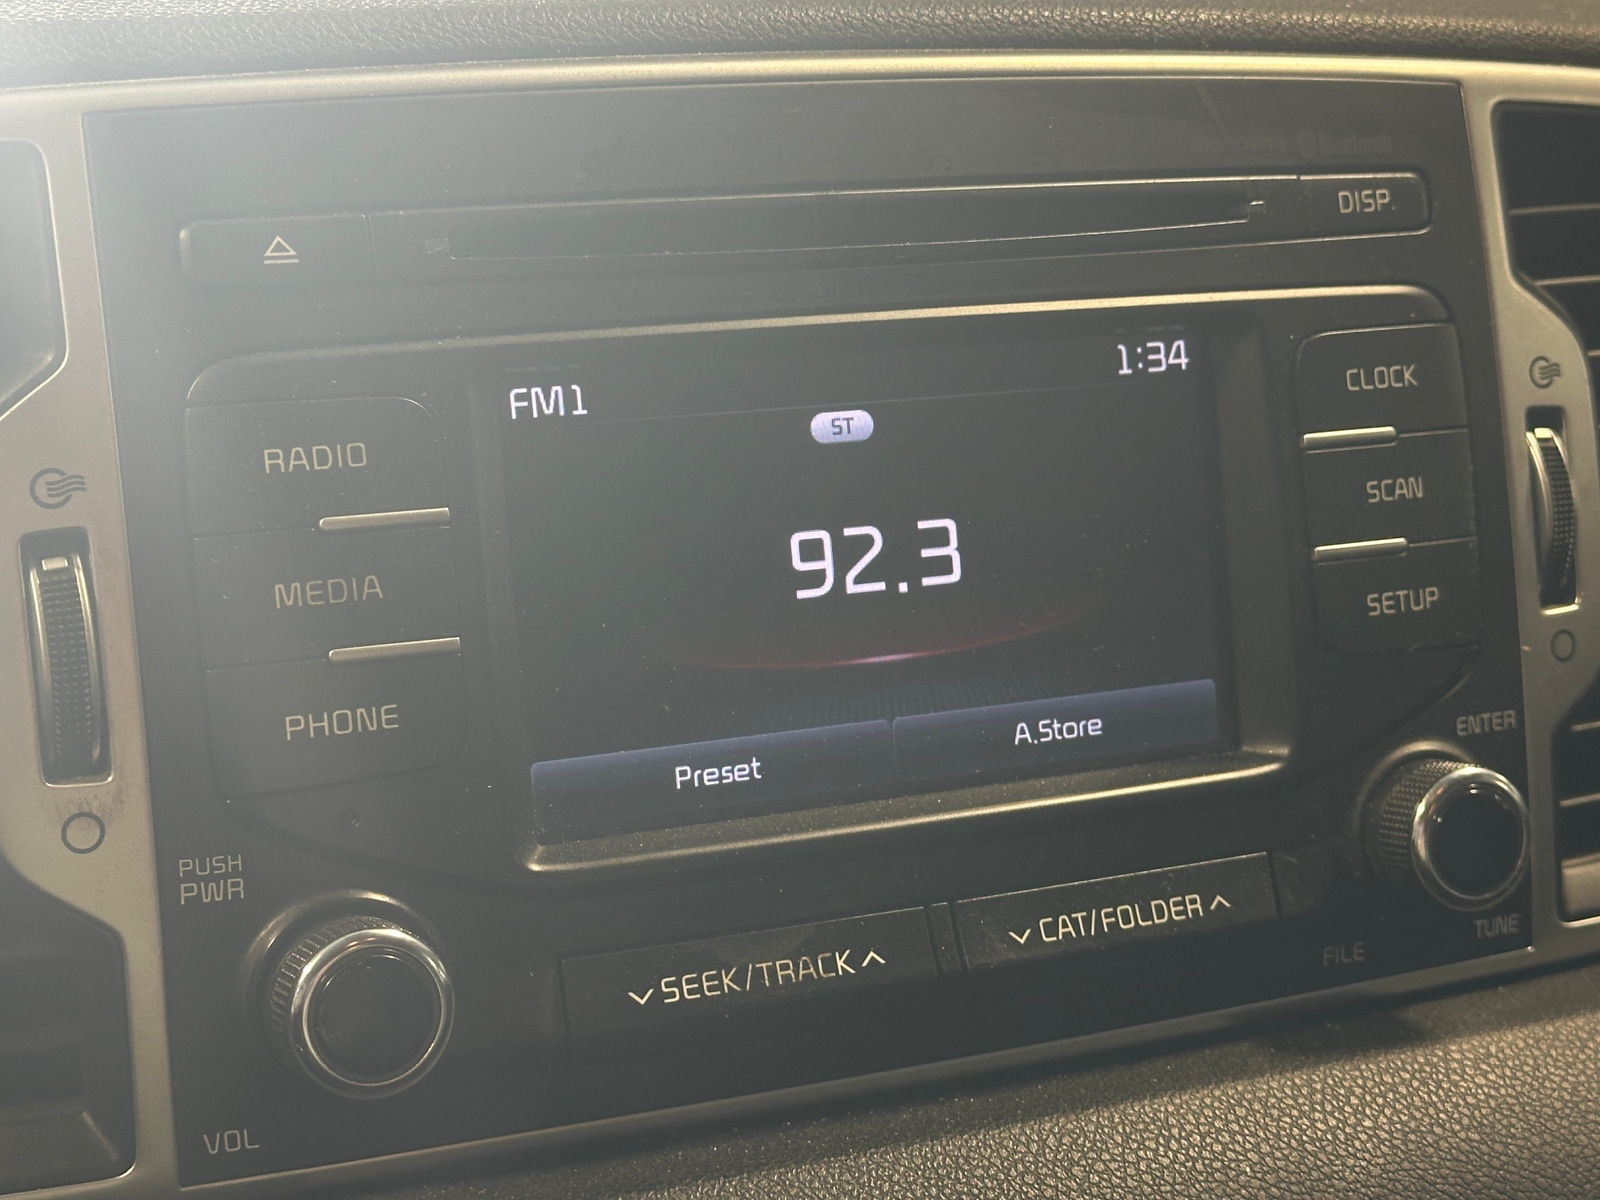 Bluetooth
DISP.
FM1
1:34
ST
RADIO
CLOCK
92.3
SCAN
MEDIA
SETUP
PHONE
Preset
A.Store
ENTER
PUSH
PWR
SEEK/TRACK
CAT/FOLDER
TUNE
FILE
VOL